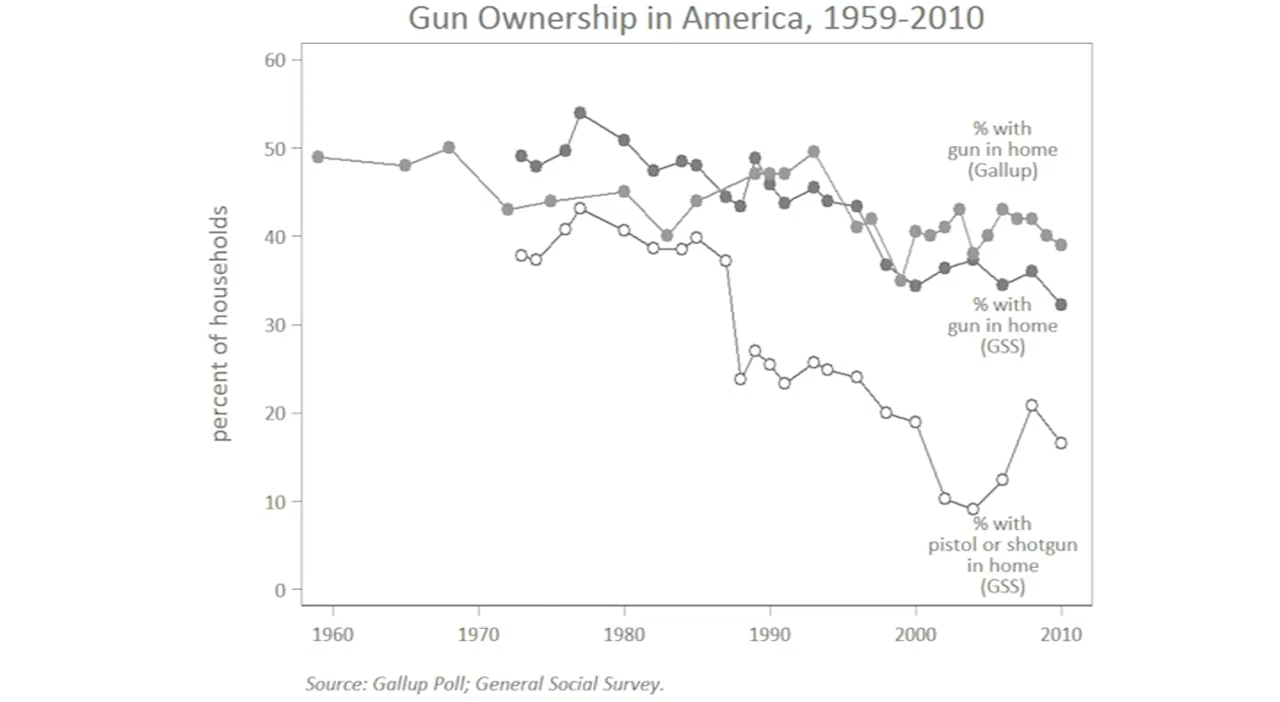 Gun Ownership in America, 1959-2010
60
50
40
30
20
10
0
percent of households
% with
gun in home
(Gallup)
% with
gun in home
(GSS)
% with
pistol or shotgun
in home
(GSS)
1960 1970 1980 1990 2000 2010
Source: Gallup Poll; General Social Survey.